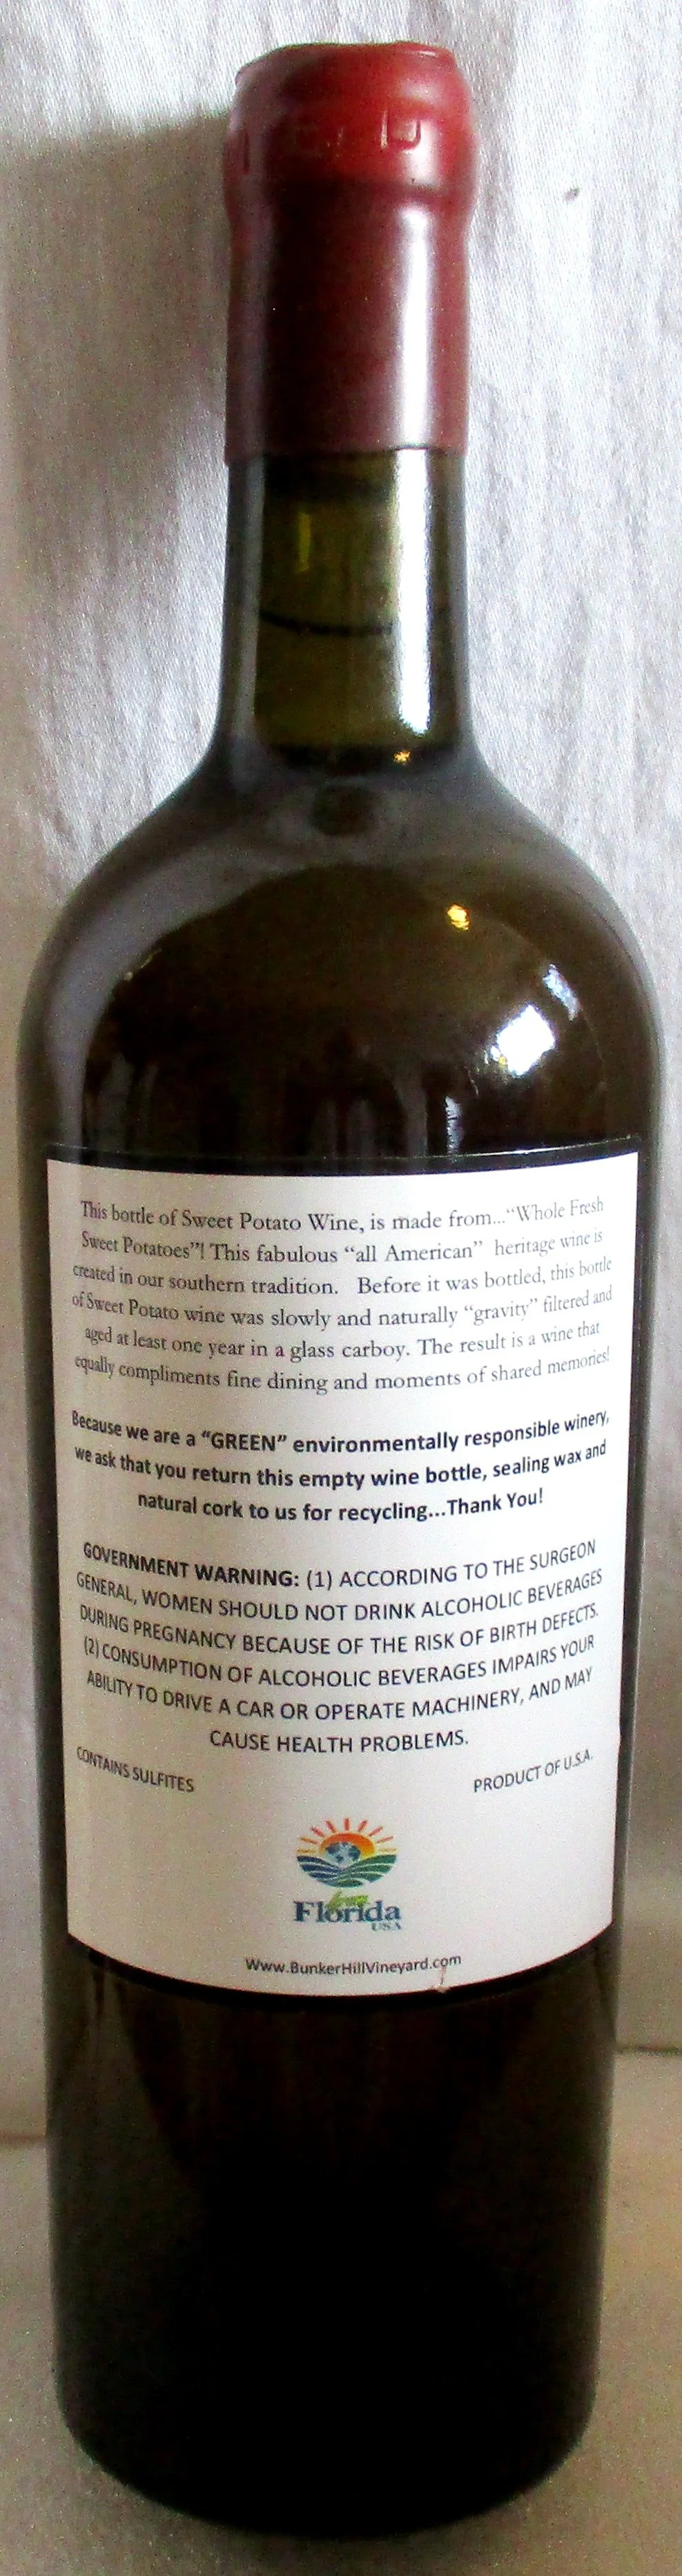 This bottle of Sweet Potato Wine, is made from...“Whole Fresh
Sweet Potatoes”! This fabulous “all American” heritage wine is
created in our southern tradition. Before it was bottled, this bottle
of Sweet Potato wine was slowly and naturally “gravity” filtered and
aged at least one year in a glass carboy. The result is a wine that
equally compliments fine dining and moments of shared memories!
Because we are a “GREEN” environmentally responsible winery,
we ask that you return this empty wine bottle, sealing wax and
natural cork to us for recycling...Thank You!
GOVERNMENT WARNING: (1) ACCORDING TO THE SURGEON
GENERAL, WOMEN SHOULD NOT DRINK ALCOHOLIC BEVERAGES
DURING PREGNANCY BECAUSE OF THE RISK OF BIRTH DEFECTS.
(2) CONSUMPTION OF ALCOHOLIC BEVERAGES IMPAIRS YOUR
ABILITY TO DRIVE A CAR OR OPERATE MACHINERY, AND MAY
CAUSE HEALTH PROBLEMS.
CONTAINS SULFITES PRODUCT OF U.S.A.
Florida
USA
Www.BunkerHillVineyard.com